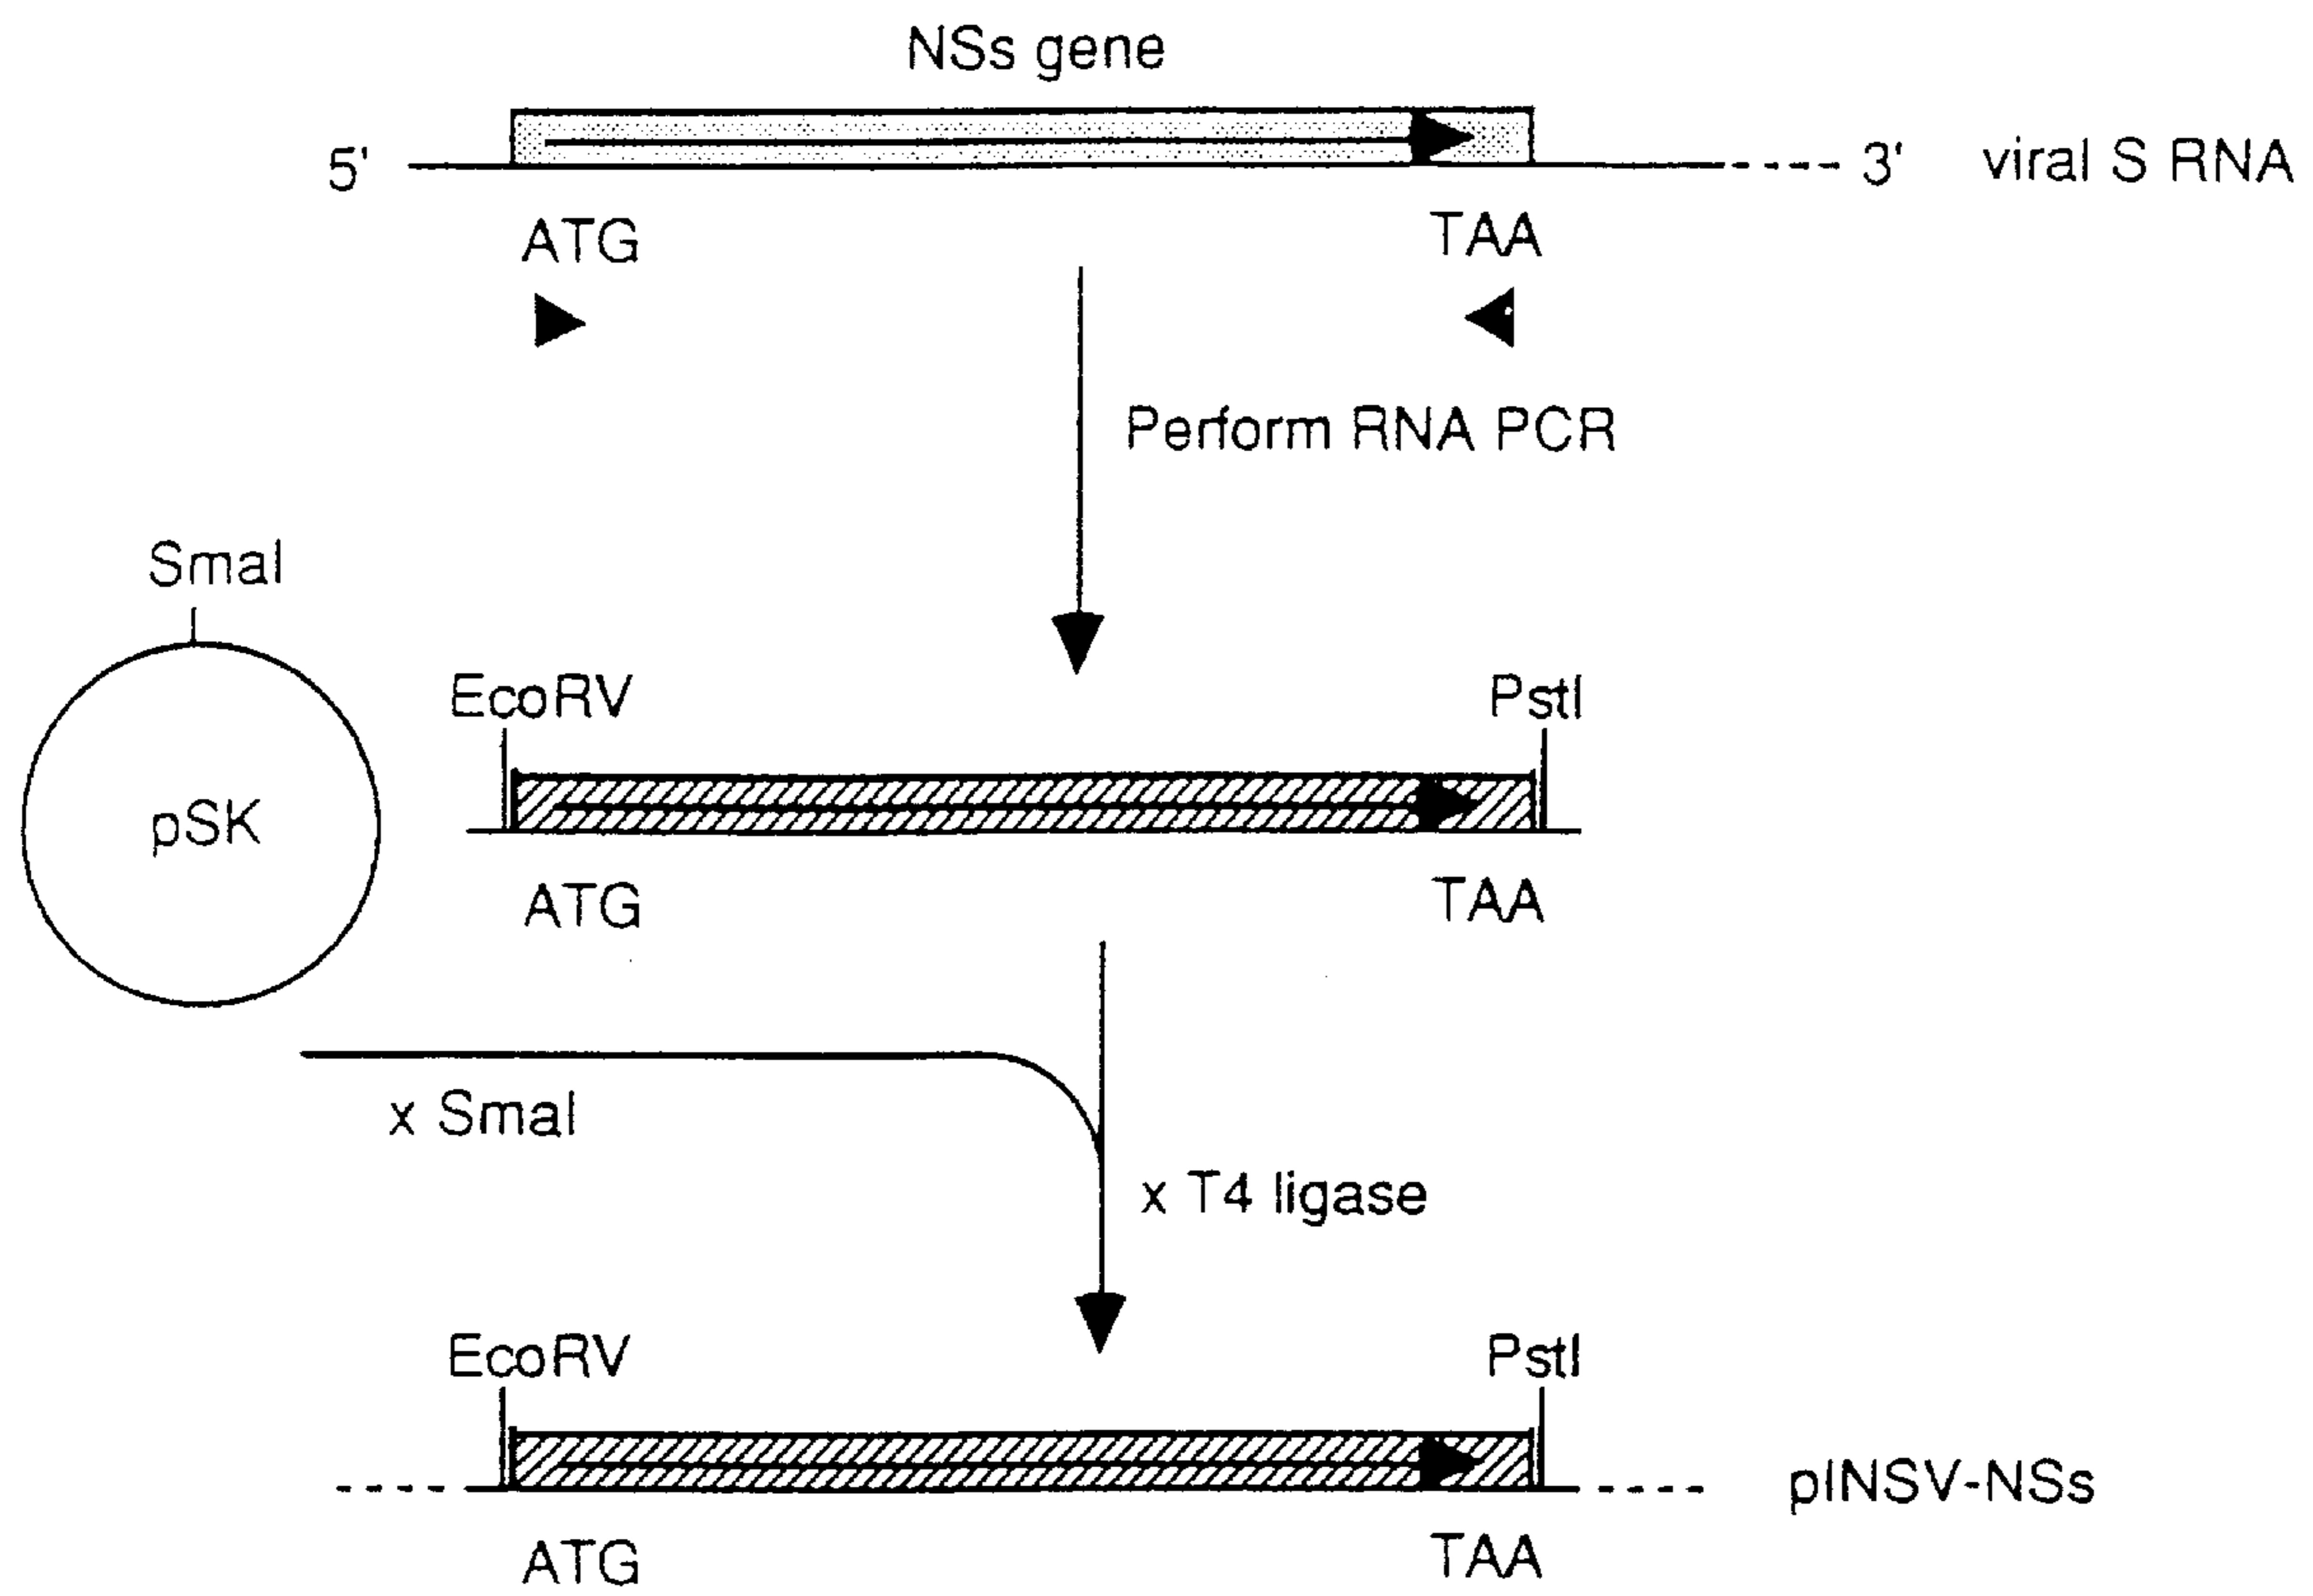 NSs gene
5'
3'
viral S RNA
ATG
TAA
Perform RNA PCR
SmaI
pSK
EcoRV
PstI
ATG
TAA
x SmaI
x T4 ligase
EcoRV
PstI
pINSV-NSs
ATG
TAA